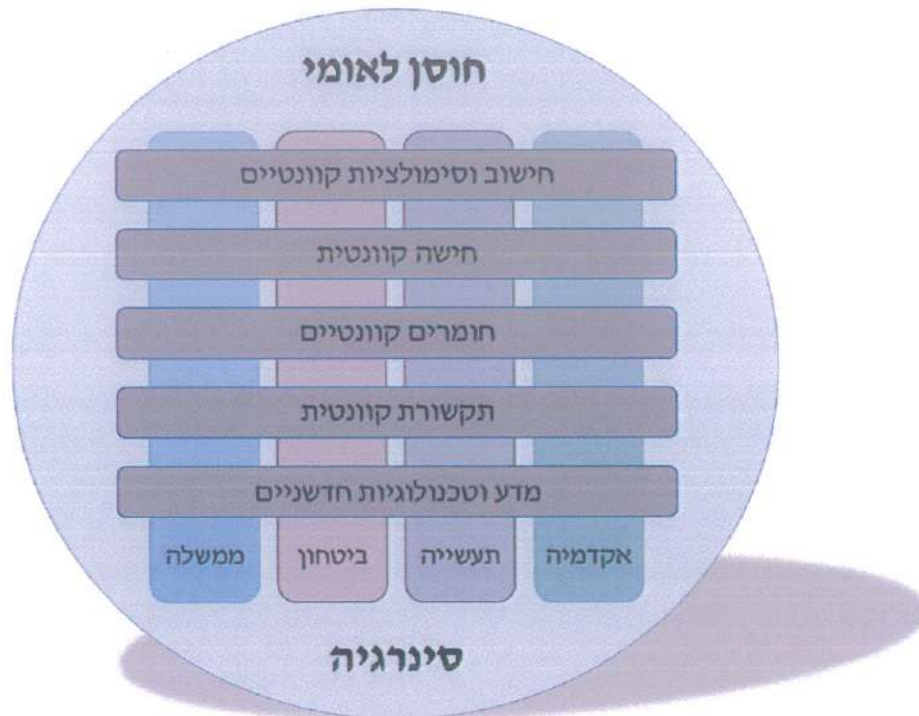 חוסן לאומי
חישוב וסימולציות קוונטיים
חישה קוונטית
חומרים קוונטיים
תקשורת קוונטית
מדע וטכנולוגיות חדשניים
אקדמיה תעשייה ביטחון ממשלה
סינרגיה